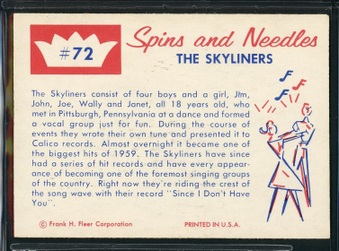 #72
Spins and Needles
THE SKYLINERS
The Skyliners consist of four boys and a girl, Jim,
John, Joe, Wally and Janet, all 18 years old, who
met in Pittsburgh, Pennsylvania at a dance and formed
a vocal group just for fun. During the course of
events they wrote their own tune and presented it to
Calico records. Almost overnight it became one of
the biggest hits of 1959. The Skyliners have since
had a series of hit records and have every appear-
ance of becoming one of the foremost singing groups
of the country. Right now they're riding the crest of
the song wave with their record "Since I Don't Have
You".
© Frank H. Fleer Corporation
PRINTED IN U.S.A.